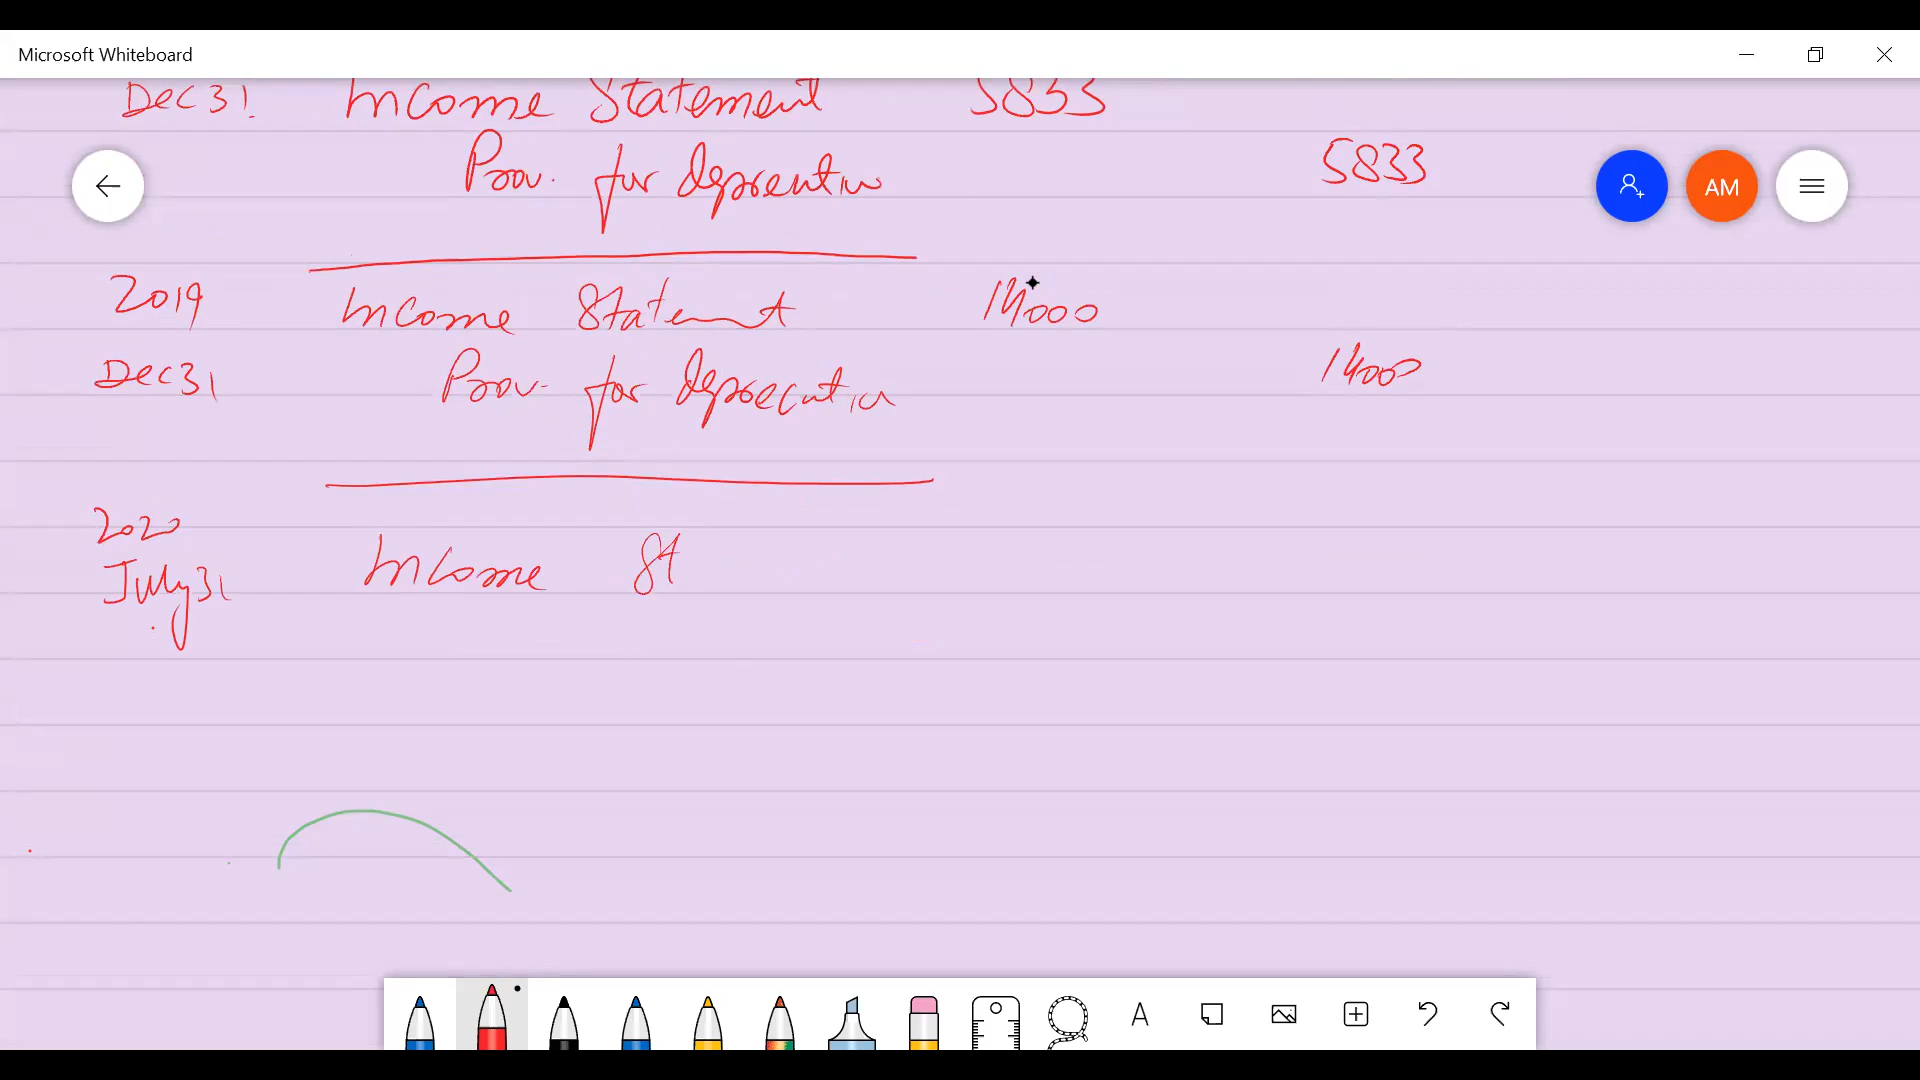 Microsoft Whiteboard
Dec 31 Income Statement 5833
Prov. for depreciation 5833
AM
2019 Income Statement 14000
Dec 31 Prov. for depreciation 14000
2020
July 31 Income St
A